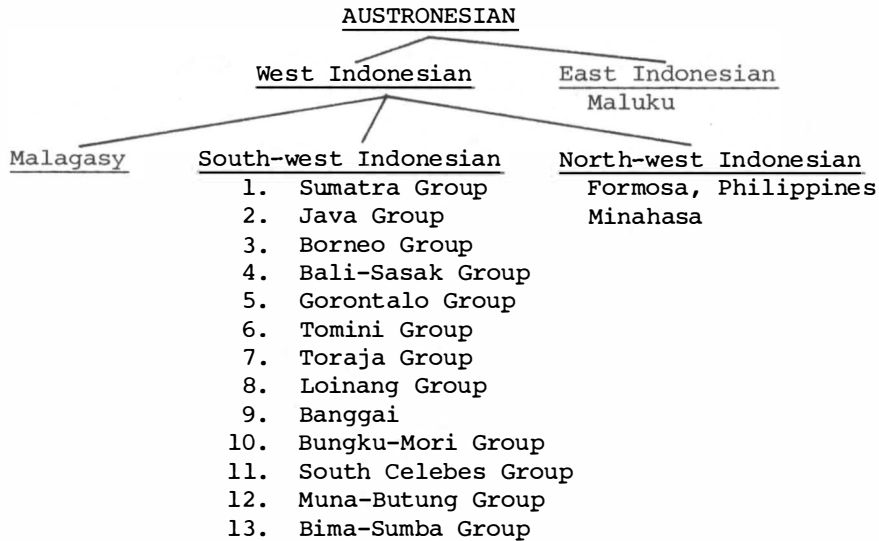 AUSTRONESIAN
West Indonesian East Indonesian
Maluku
Malagasy South-west Indonesian North-west Indonesian
1. Sumatra Group Formosa, Philippines
2. Java Group Minahasa
3. Borneo Group
4. Bali-Sasak Group
5. Gorontalo Group
6. Tomini Group
7. Toraja Group
8. Loinang Group
9. Banggai
10. Bungku-Mori Group
11. South Celebes Group
12. Muna-Butung Group
13. Bima-Sumba Group